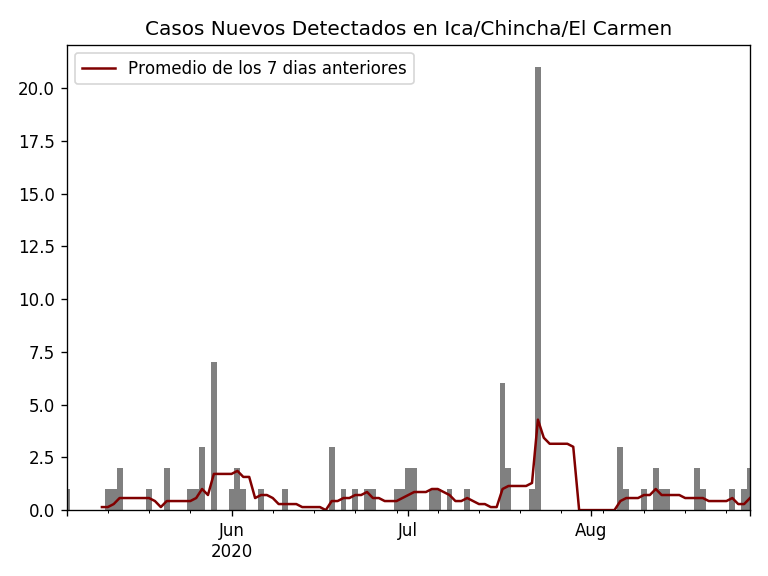 Casos Nuevos Detectados en Ica/Chincha/El Carmen
Promedio de los 7 dias anteriores
20.0
17.5
15.0
12.5
10.0
7.5
5.0
2.5
0.0
Jun
2020
Jul
Aug